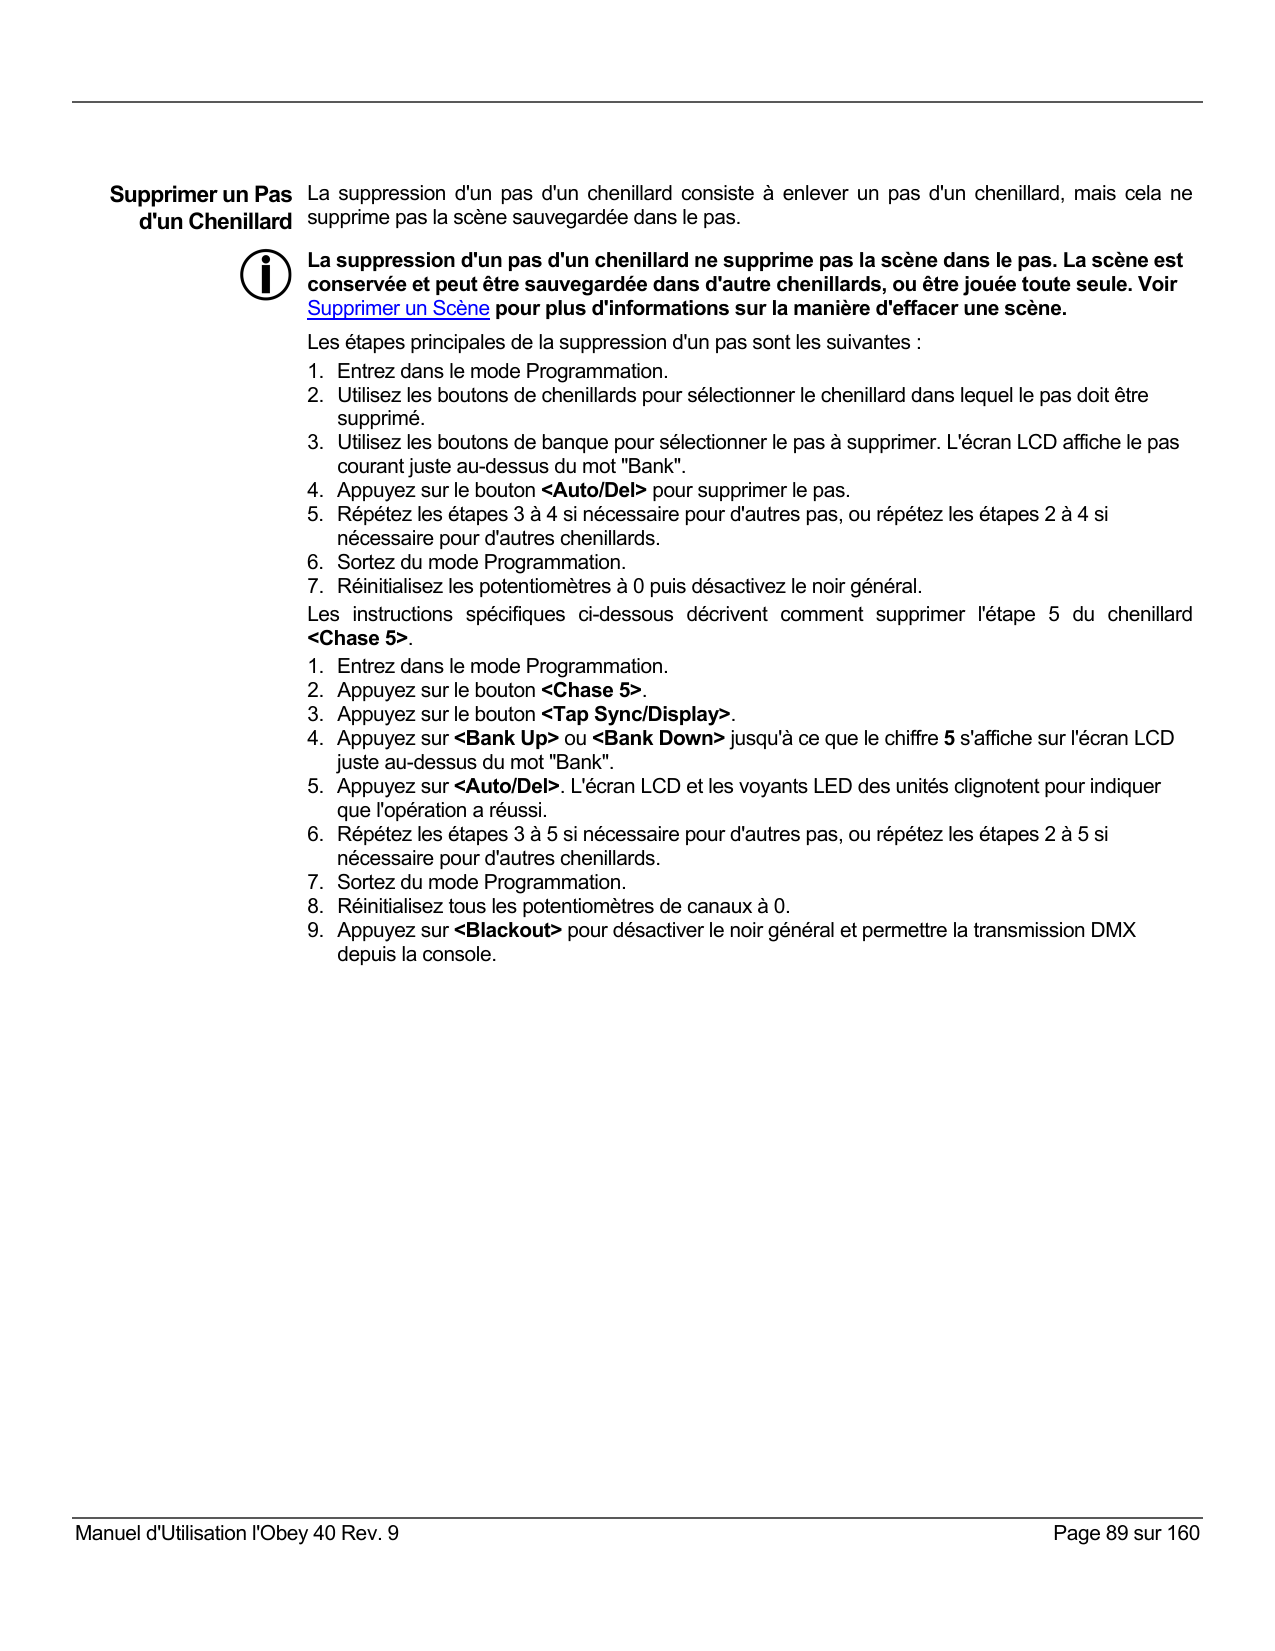 Supprimer un Pas
d'un Chenillard
La suppression d'un pas d'un chenillard consiste à enlever un pas d'un chenillard, mais cela ne
supprime pas la scène sauvegardée dans le pas.
La suppression d'un pas d'un chenillard ne supprime pas la scène dans le pas. La scène est
conservée et peut être sauvegardée dans d'autre chenillards, ou être jouée toute seule. Voir
Supprimer un Scène pour plus d'informations sur la manière d'effacer une scène.
Les étapes principales de la suppression d'un pas sont les suivantes :
1. Entrez dans le mode Programmation.
2. Utilisez les boutons de chenillards pour sélectionner le chenillard dans lequel le pas doit être
supprimé.
3. Utilisez les boutons de banque pour sélectionner le pas à supprimer. L'écran LCD affiche le pas
courant juste au-dessus du mot "Bank".
4. Appuyez sur le bouton <Auto/Del> pour supprimer le pas.
5. Répétez les étapes 3 à 4 si nécessaire pour d'autres pas, ou répétez les étapes 2 à 4 si
nécessaire pour d'autres chenillards.
6. Sortez du mode Programmation.
7. Réinitialisez les potentiomètres à 0 puis désactivez le noir général.
Les instructions spécifiques ci-dessous décrivent comment supprimer l'étape 5 du chenillard
<Chase 5>.
1. Entrez dans le mode Programmation.
2. Appuyez sur le bouton <Chase 5>.
3. Appuyez sur le bouton <Tap Sync/Display>.
4. Appuyez sur <Bank Up> ou <Bank Down> jusqu'à ce que le chiffre 5 s'affiche sur l'écran LCD
juste au-dessus du mot "Bank".
5. Appuyez sur <Auto/Del>. L'écran LCD et les voyants LED des unités clignotent pour indiquer
que l'opération a réussi.
6. Répétez les étapes 3 à 5 si nécessaire pour d'autres pas, ou répétez les étapes 2 à 5 si
nécessaire pour d'autres chenillards.
7. Sortez du mode Programmation.
8. Réinitialisez tous les potentiomètres de canaux à 0.
9. Appuyez sur <Blackout> pour désactiver le noir général et permettre la transmission DMX
depuis la console.
Manuel d'Utilisation l'Obey 40 Rev. 9
Page 89 sur 160